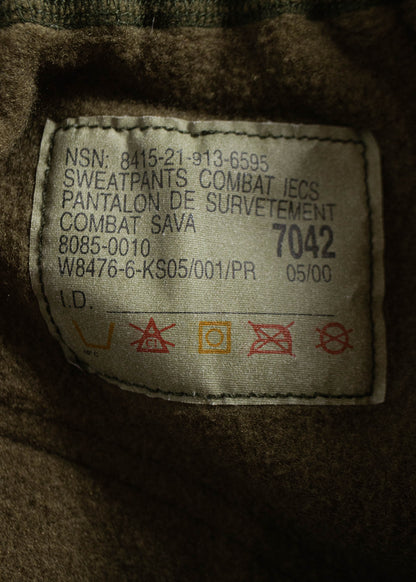 NSN: 8415-21-913-6595
SWEATPANTS COMBAT IECS
PANTALON DE SURVETEMENT
COMBAT SAVA
7042
8085-0010
W8476-6-KS05/001/PR 05/00
I.D.